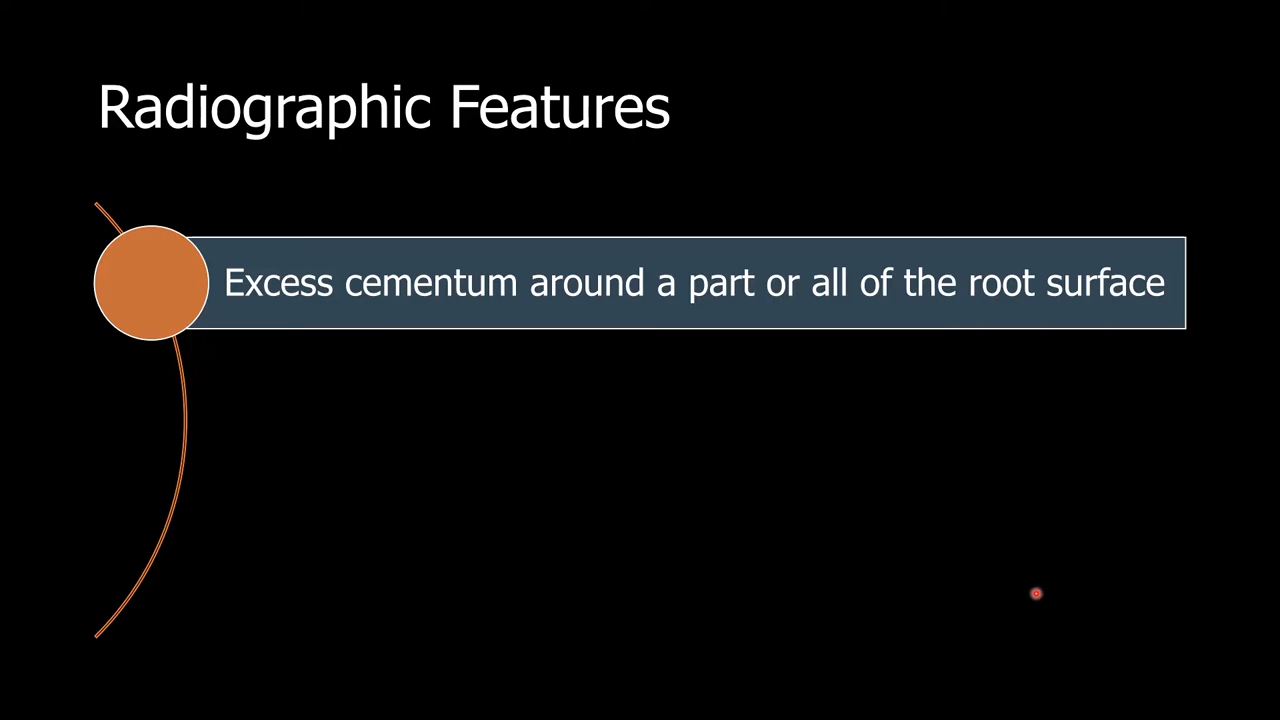 Radiographic Features
Excess cementum around a part or all of the root surface